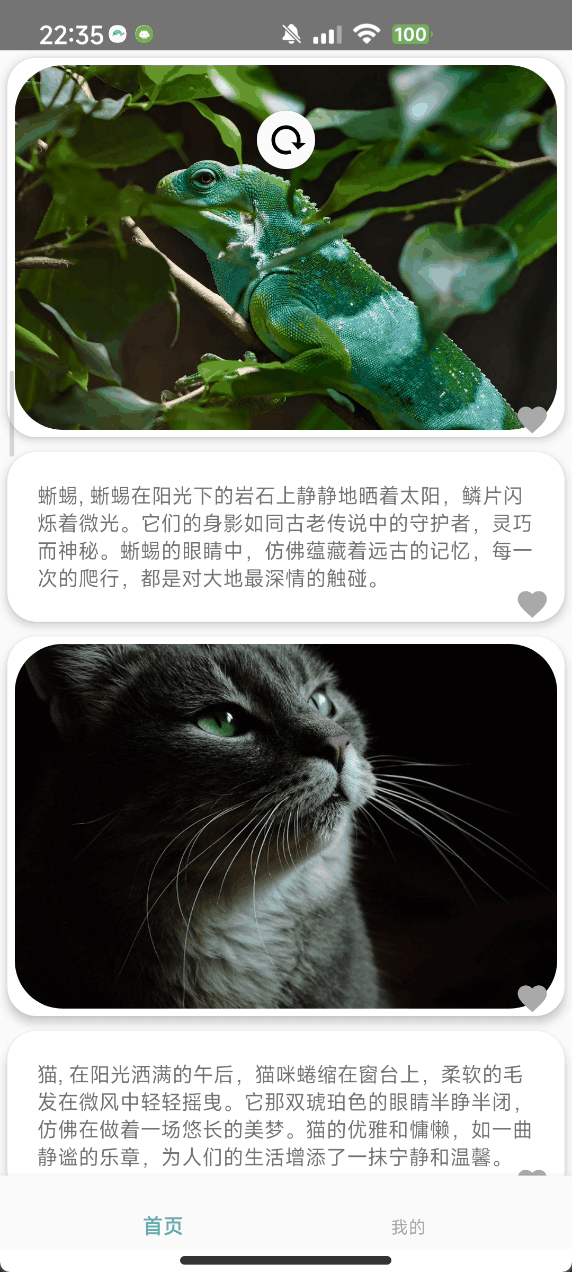 22:35
100
蜥蜴, 蜥蜴在阳光下的岩石上静静地晒着太阳，鳞片闪
烁着微光。它们的身影如同古老传说中的守护者，灵巧
而神秘。蜥蜴的眼睛中，仿佛蕴藏着远古的记忆，每一
次的爬行，都是对大地最深情的触碰。
猫, 在阳光洒满的午后，猫咪蜷缩在窗台上，柔软的毛
发在微风中轻轻摇曳。它那双琥珀色的眼睛半睁半闭，
仿佛在做着一场悠长的美梦。猫的优雅和慵懒，如一曲
静谧的乐章，为人们的生活增添了一抹宁静和温馨。
首页 我的